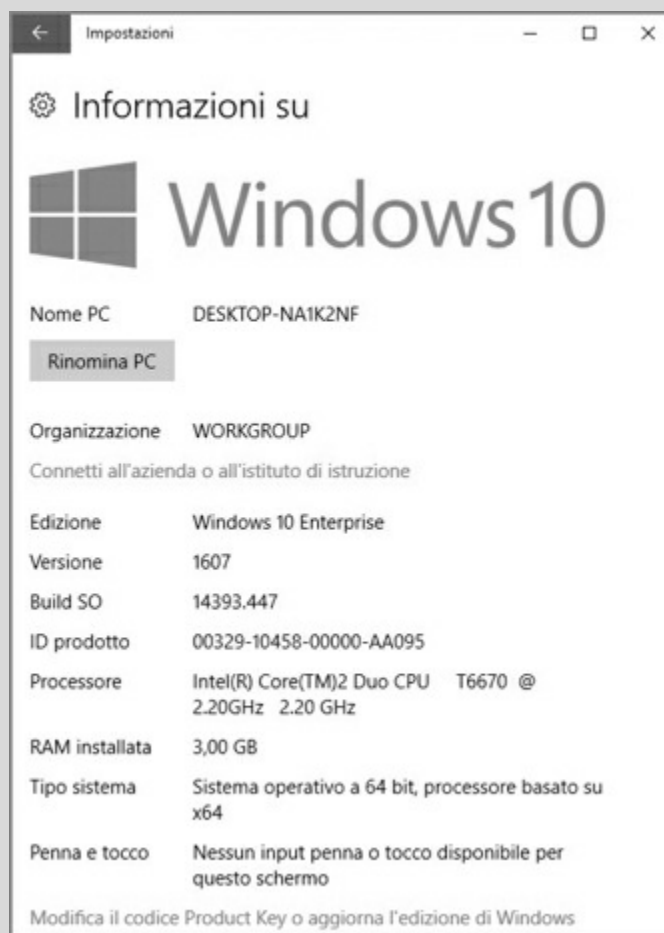 Impostazioni
Informazioni su
Windows 10
Nome PC DESKTOP-NA1K2NF
Rinomina PC
Organizzazione WORKGROUP
Connetti all'azienda o all'istituto di istruzione
Edizione Windows 10 Enterprise
Versione 1607
Build SO 14393.447
ID prodotto 00329-10458-00000-AA095
Processore Intel(R) Core(TM)2 Duo CPU T6670 @
2.20GHz 2.20 GHz
RAM installata 3,00 GB
Tipo sistema Sistema operativo a 64 bit, processore basato su
x64
Penna e tocco Nessun input penna o tocco disponibile per
questo schermo
Modifica il codice Product Key o aggiorna l'edizione di Windows